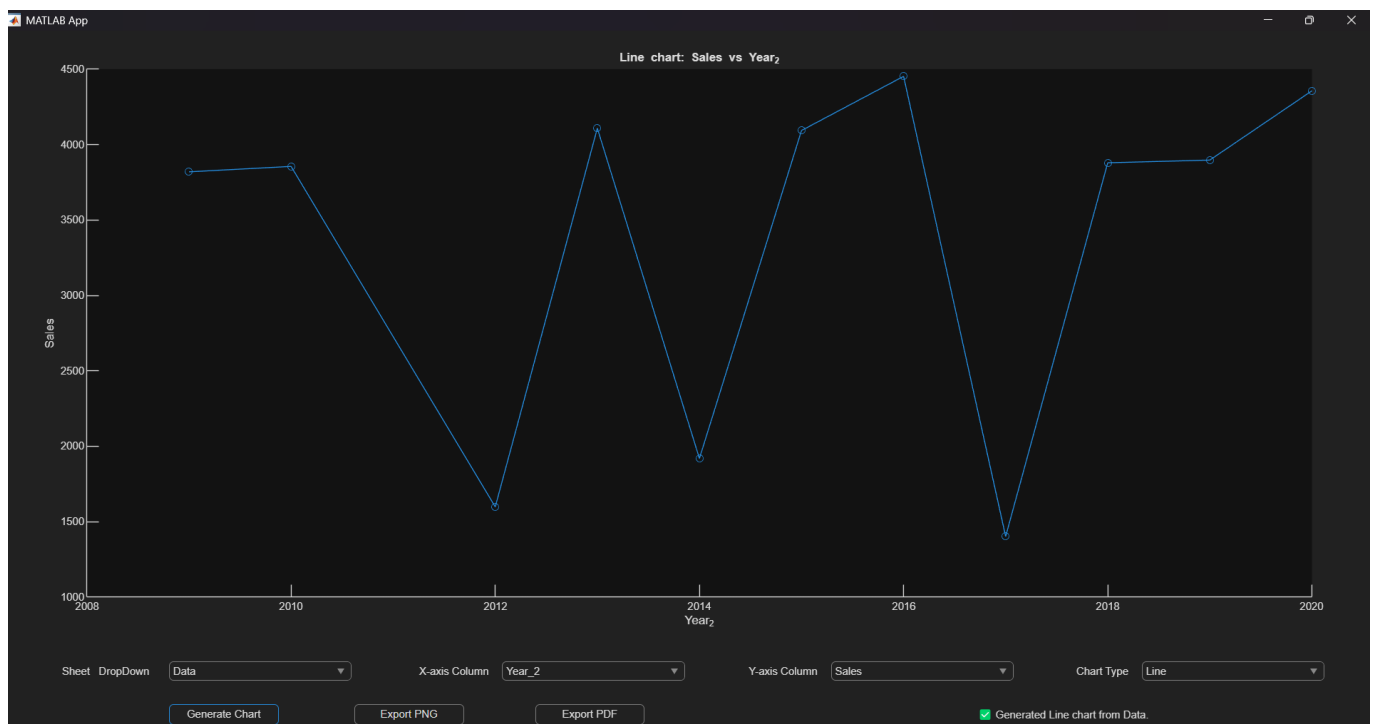 MATLAB App
Line chart: Sales vs Year₂
4500
4000
3500
3000
2500
2000
1500
1000
Sales
2008 2010 2012 2014 2016 2018 2020
Year₂
Sheet DropDown Data X-axis Column Year_2 Y-axis Column Sales Chart Type Line
Generate Chart Export PNG Export PDF ✅ Generated Line chart from Data.